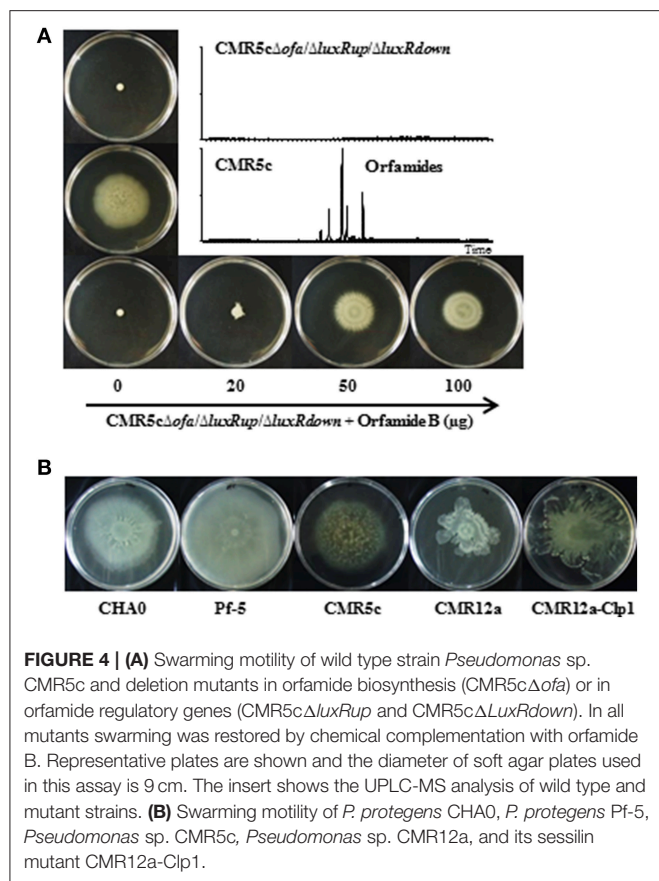 A
CMR5cΔofa/ΔluxRup/ΔluxRdown
CMR5c
Orfamides
Time
0 20 50 100
CMR5cΔofa/ΔluxRup/ΔluxRdown + Orfamide B (µg)
B
CHA0 Pf-5 CMR5c CMR12a CMR12a-Clp1
FIGURE 4 | (A) Swarming motility of wild type strain Pseudomonas sp.
CMR5c and deletion mutants in orfamide biosynthesis (CMR5cΔofa) or in
orfamide regulatory genes (CMR5cΔluxRup and CMR5cΔLuxRdown). In all
mutants swarming was restored by chemical complementation with orfamide
B. Representative plates are shown and the diameter of soft agar plates used
in this assay is 9 cm. The insert shows the UPLC-MS analysis of wild type and
mutant strains. (B) Swarming motility of P. protegens CHA0, P. protegens Pf-5,
Pseudomonas sp. CMR5c, Pseudomonas sp. CMR12a, and its sessilin
mutant CMR12a-Clp1.